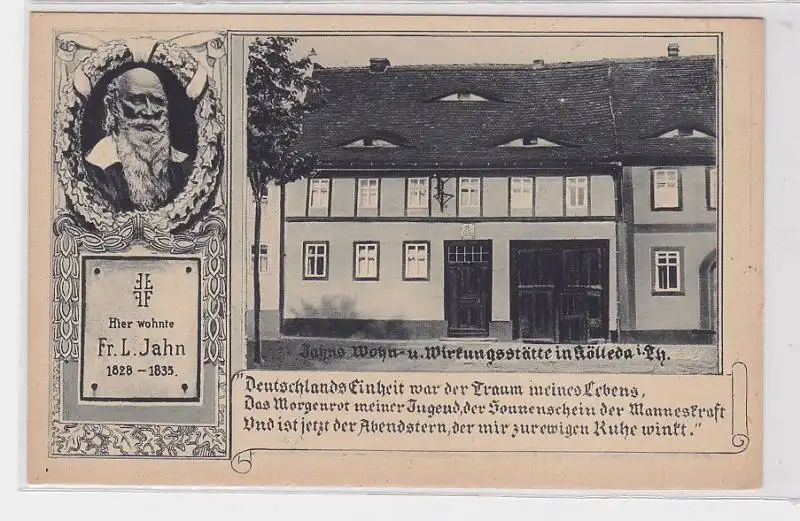 Hier wohnte
Fr. L. Jahn
1828 – 1835.
Jahns Wohn- u. Wirkungsstätte in Kölleda i. Th.
"Deutschlands Einheit war der Traum meines Lebens,
Das Morgenrot meiner Jugend, der Sonnenschein der Manneskraft
Und ist jetzt der Abendstern, der mir zur ewigen Ruhe winkt."